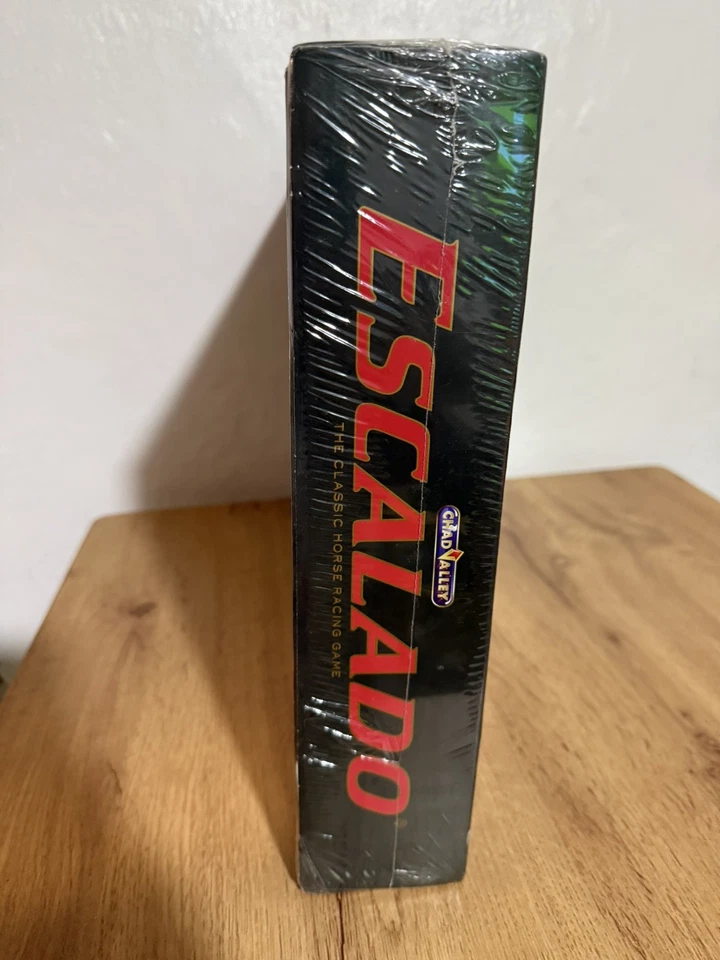 CHAD VALLEY
ESCALADO
THE CLASSIC HORSE RACING GAME